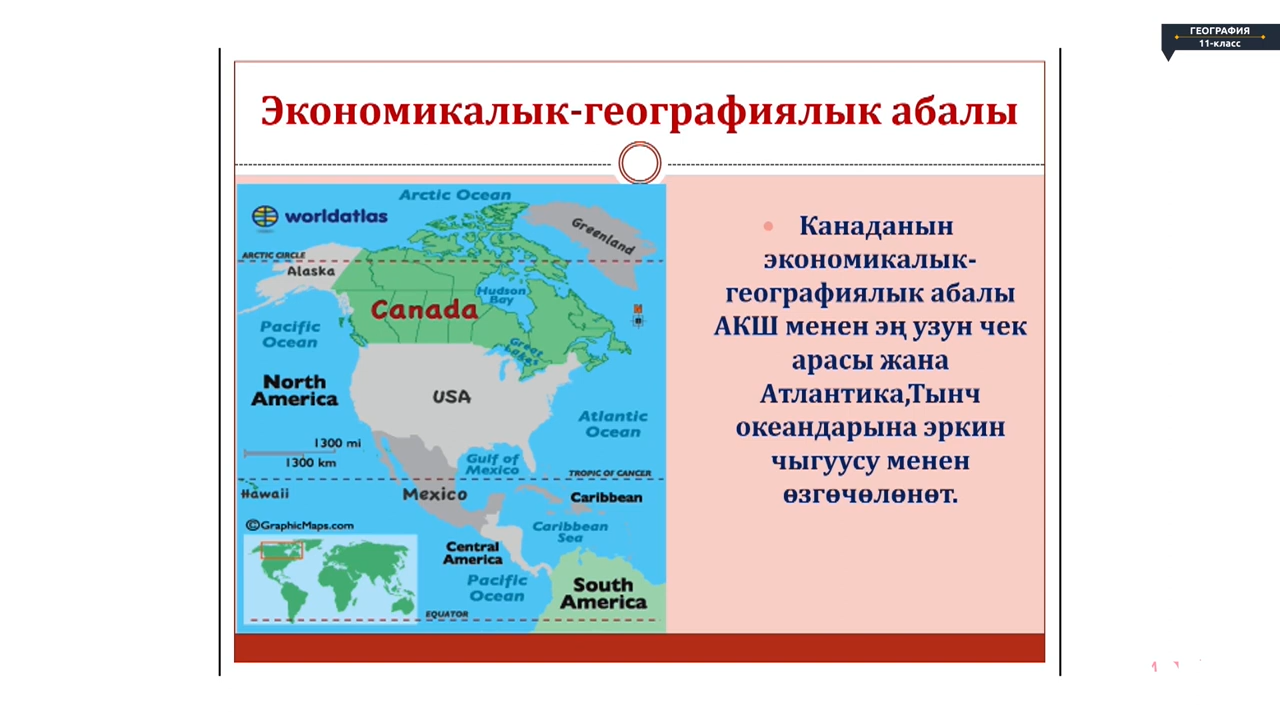 ГЕОГРАФИЯ
11-класс
Экономикалык-географиялык абалы
Arctic Ocean
worldatlas
Greenland
ARCTIC CIRCLE
Alaska
Hudson
Bay
Canada
Pacific
Ocean
Great
Lakes
North
America
USA
Atlantic
Ocean
1300 mi
1300 km
Gulf of
Mexico
TROPIC OF CANCER
Hawaii
Mexico
Caribbean
©GraphicMaps.com
Caribbean
Sea
Central
America
Pacific
Ocean
South
America
EQUATOR
• Канаданын
экономикалык-
географиялык абалы
АКШ менен эң узун чек
арасы жана
Атлантика,Тынч
океандарына эркин
чыгуусу менен
өзгөчөлөнөт.